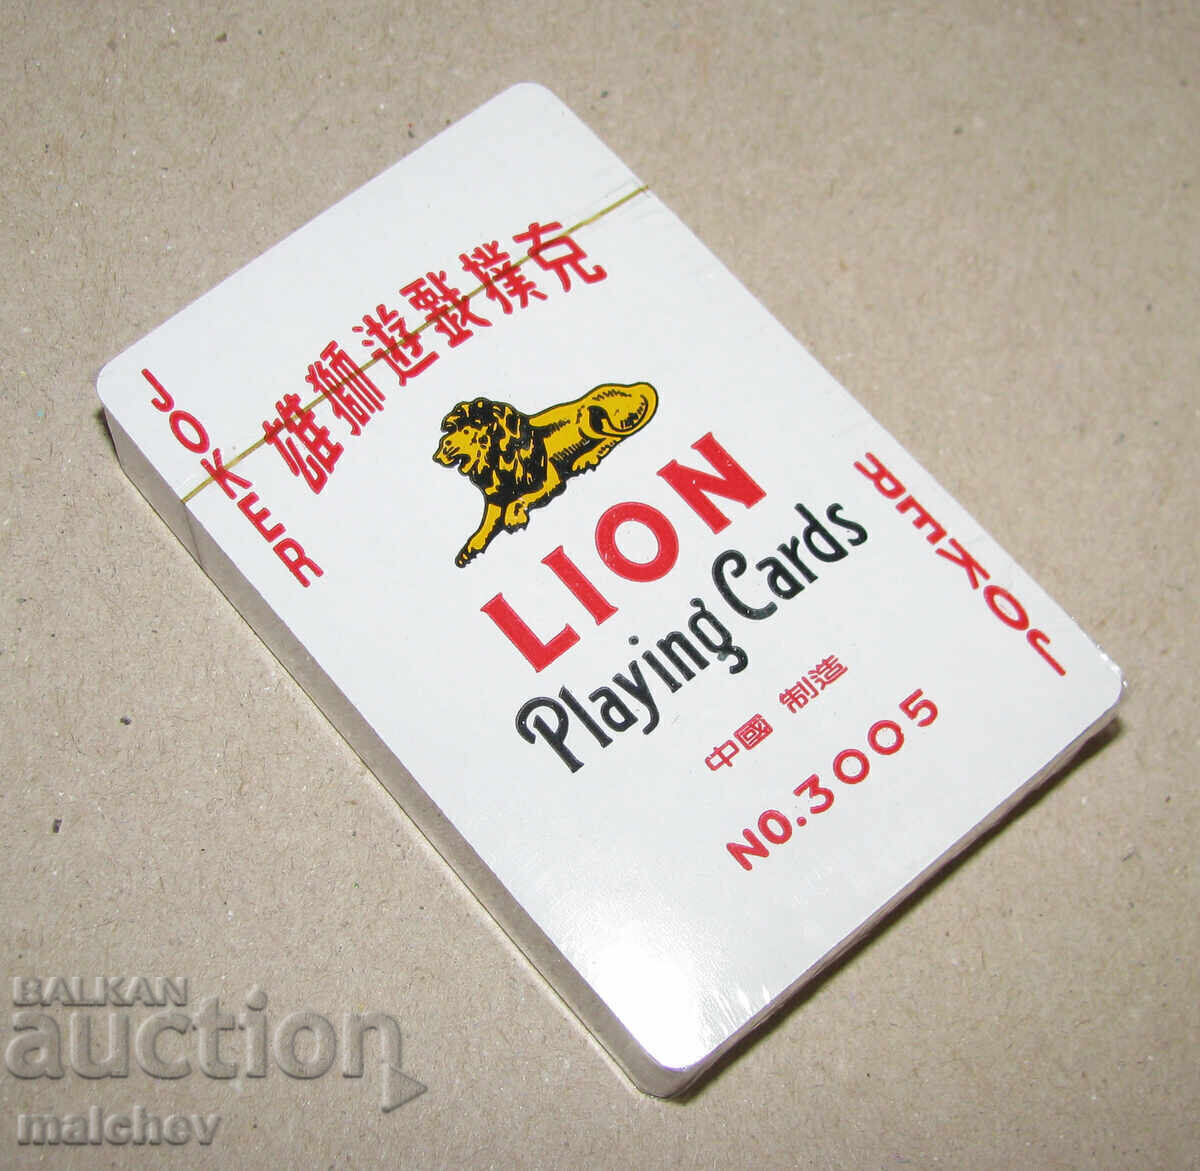 JOKER
雄獅遊戲撲克
LION
Playing Cards
中國 制造
NO.3005
JOKER
BALKAN
auction
malchev